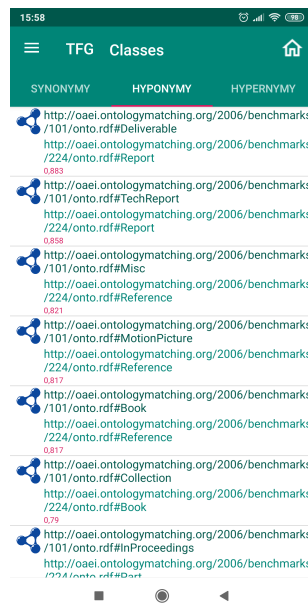 15:58
98
TFG Classes
SYNONYMY HYPONYMY HYPERNYMY
http://oaei.ontologymatching.org/2006/benchmarks
/101/onto.rdf#Deliverable
http://oaei.ontologymatching.org/2006/benchmarks
/224/onto.rdf#Report
0,883
http://oaei.ontologymatching.org/2006/benchmarks
/101/onto.rdf#TechReport
http://oaei.ontologymatching.org/2006/benchmarks
/224/onto.rdf#Report
0,858
http://oaei.ontologymatching.org/2006/benchmarks
/101/onto.rdf#Misc
http://oaei.ontologymatching.org/2006/benchmarks
/224/onto.rdf#Reference
0,821
http://oaei.ontologymatching.org/2006/benchmarks
/101/onto.rdf#MotionPicture
http://oaei.ontologymatching.org/2006/benchmarks
/224/onto.rdf#Reference
0,817
http://oaei.ontologymatching.org/2006/benchmarks
/101/onto.rdf#Book
http://oaei.ontologymatching.org/2006/benchmarks
/224/onto.rdf#Reference
0,817
http://oaei.ontologymatching.org/2006/benchmarks
/101/onto.rdf#Collection
http://oaei.ontologymatching.org/2006/benchmarks
/224/onto.rdf#Book
0,79
http://oaei.ontologymatching.org/2006/benchmarks
/101/onto.rdf#InProceedings
http://oaei.ontologymatching.org/2006/benchmarks
/224/onto.rdf#Part